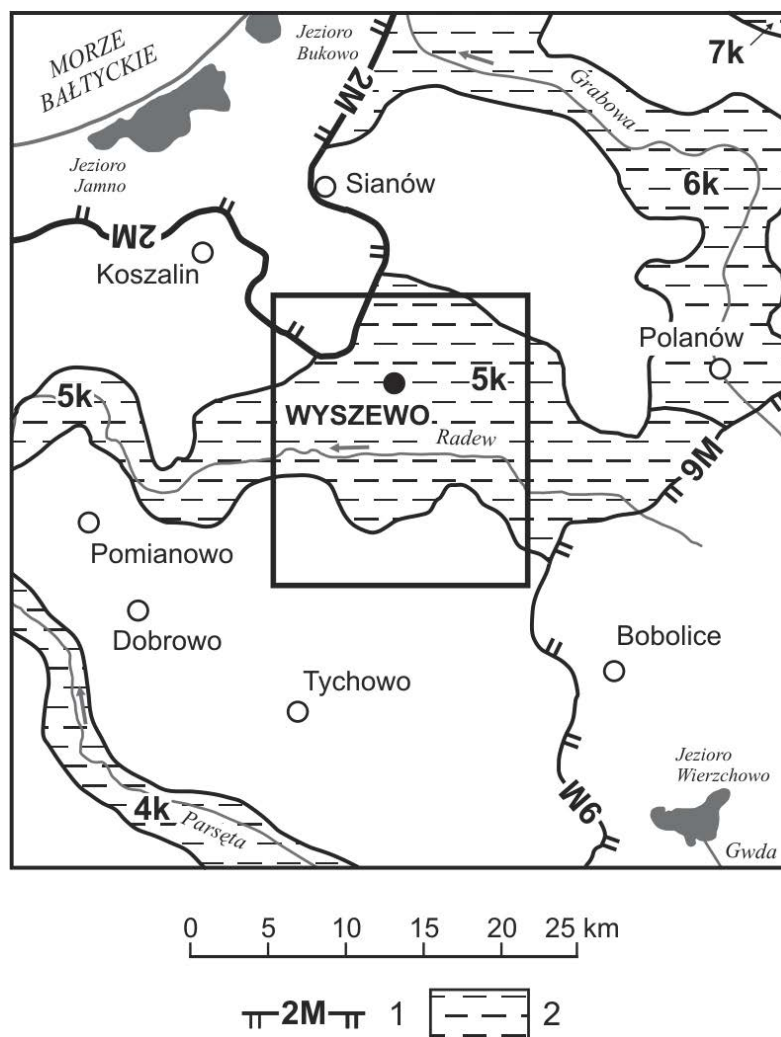 MORZE
BAŁTYCKIE
Jezioro
Bukowo
Jezioro
Jamno
2M
7k
Grabowa
Sianów
6k
2M
Koszalin
Polanów
5k
5k
WYSZEWO
Radew
9M
Pomianowo
Dobrowo
Bobolice
Tychowo
Jezioro
Wierzchowo
9M
4k
Parsęta
Gwda
0 5 10 15 20 25 km
2M 1 2